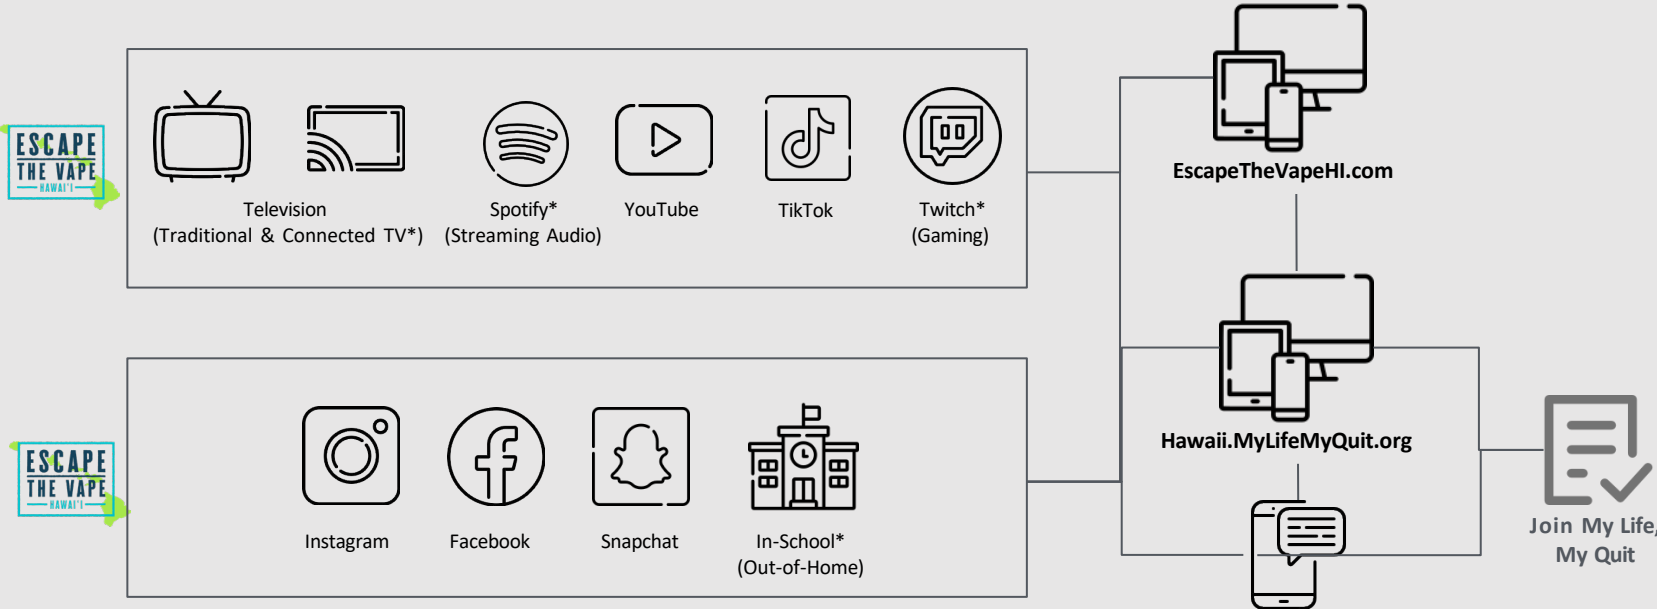 ESCAPE
THE VAPE
HAWAI'I
Television
(Traditional & Connected TV*)
Spotify*
(Streaming Audio)
YouTube
TikTok
Twitch*
(Gaming)
EscapeTheVapeHI.com
ESCAPE
THE VAPE
HAWAI'I
Instagram
Facebook
Snapchat
In-School*
(Out-of-Home)
Hawaii.MyLifeMyQuit.org
Join My Life,
My Quit